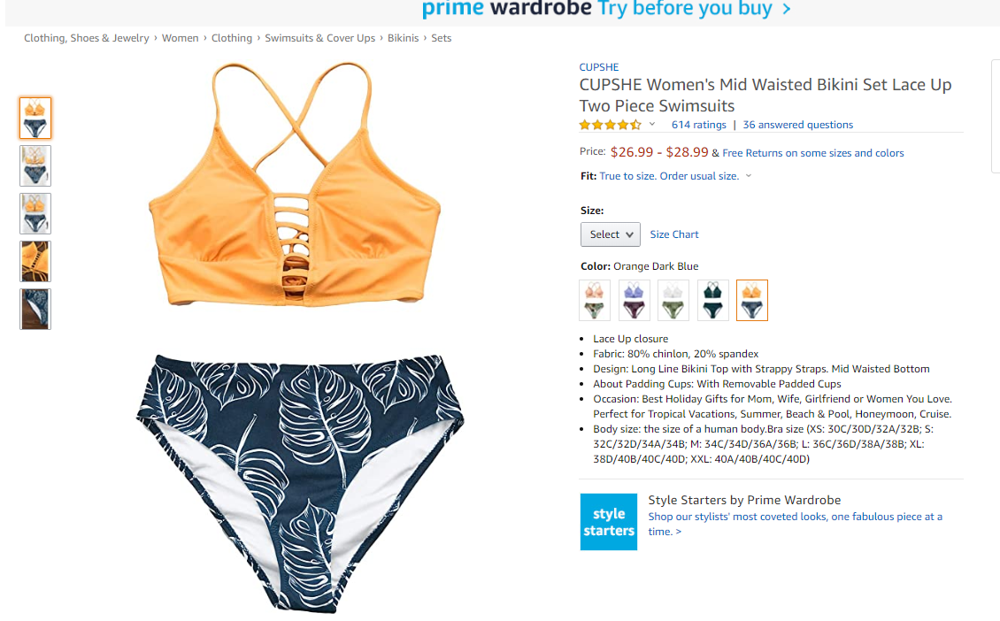 prime wardrobe Try before you buy >
Clothing, Shoes & Jewelry › Women › Clothing › Swimsuits & Cover Ups › Bikinis › Sets
CUPSHE
CUPSHE Women's Mid Waisted Bikini Set Lace Up
Two Piece Swimsuits
614 ratings | 36 answered questions
Price: $26.99 - $28.99 & Free Returns on some sizes and colors
Fit: True to size. Order usual size.
Size:
Select Size Chart
Color: Orange Dark Blue
• Lace Up closure
• Fabric: 80% chinlon, 20% spandex
• Design: Long Line Bikini Top with Strappy Straps. Mid Waisted Bottom
• About Padding Cups: With Removable Padded Cups
• Occasion: Best Holiday Gifts for Mom, Wife, Girlfriend or Women You Love.
Perfect for Tropical Vacations, Summer, Beach & Pool, Honeymoon, Cruise.
• Body size: the size of a human body.Bra size (XS: 30C/30D/32A/32B; S:
32C/32D/34A/34B; M: 34C/34D/36A/36B; L: 36C/36D/38A/38B; XL:
38D/40B/40C/40D; XXL: 40A/40B/40C/40D)
style
starters
Style Starters by Prime Wardrobe
Shop our stylists' most coveted looks, one fabulous piece at a
time. >